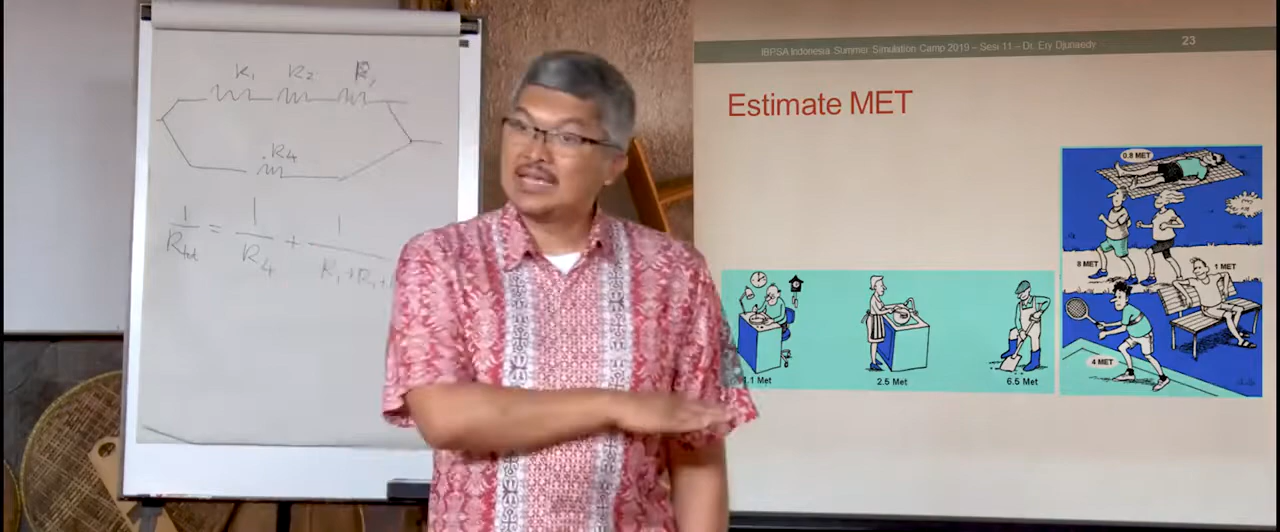 R₁ R₂ R₃
R₄
1/R_tot = 1/R₄ + 1/R₁+R₂+
IBPSA Indonesia Summer Simulation Camp 2019 – Sesi 11 – Dr. Ery Djunaedy 23
Estimate MET
0.8 MET
8 MET
1 MET
4 MET
1.1 Met 2.5 Met 6.5 Met